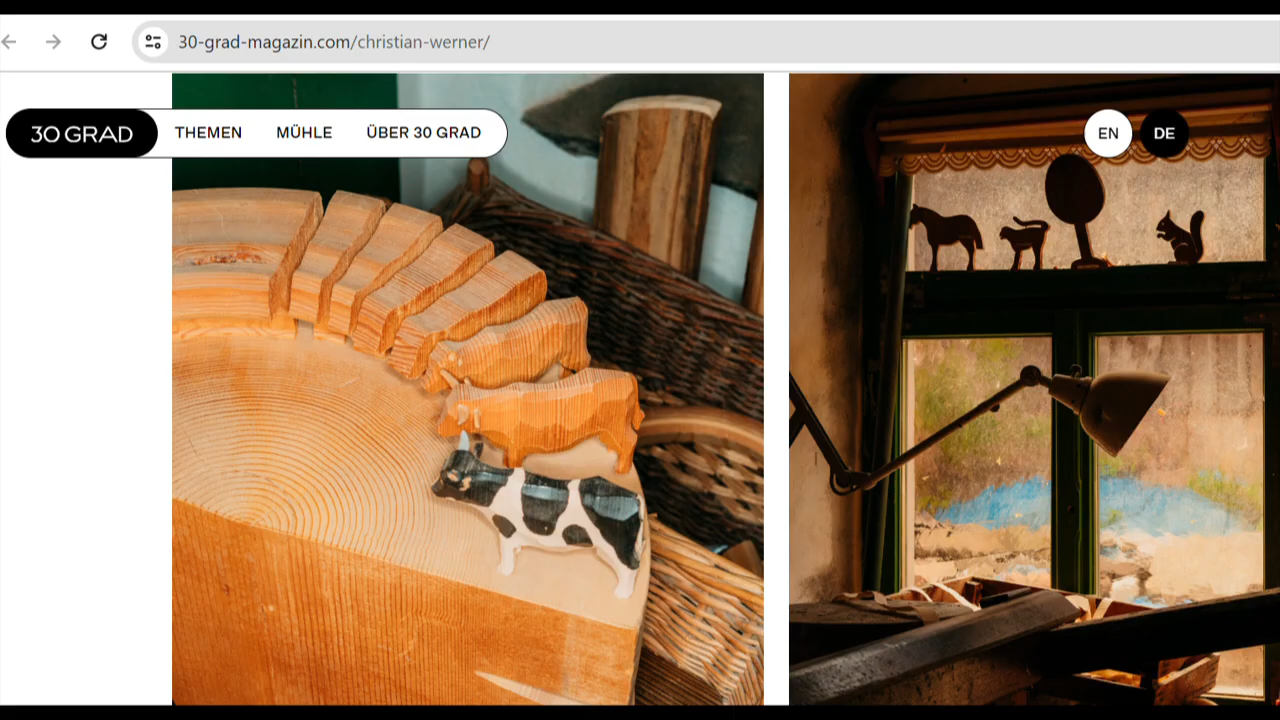 30-grad-magazin.com/christian-werner/
30 GRAD THEMEN MÜHLE ÜBER 30 GRAD EN DE